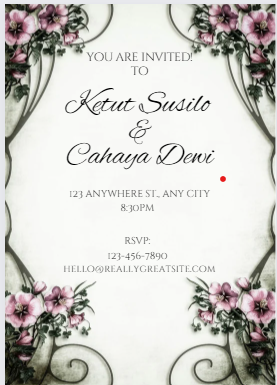 YOU ARE INVITED!
TO
Ketut Susilo
&
Cahaya Dewi
123 ANYWHERE ST., ANY CITY
8:30PM
RSVP:
123-456-7890
HELLO@REALLYGREATSITE.COM